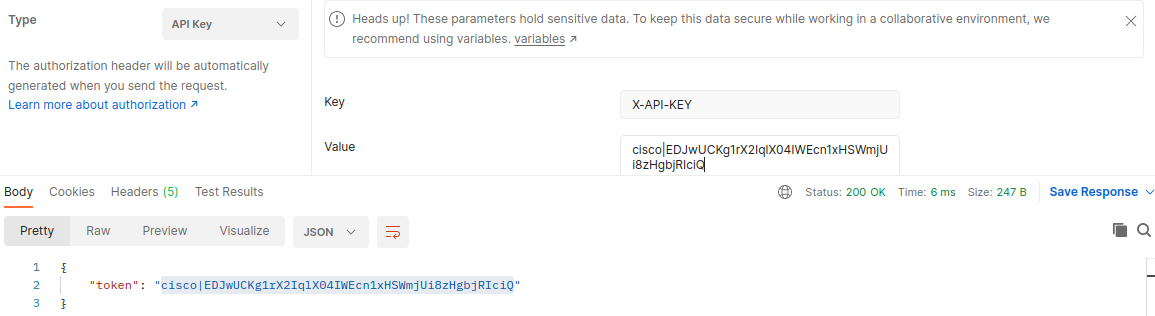 Type
API Key
The authorization header will be automatically
generated when you send the request.
Learn more about authorization ↗
Heads up! These parameters hold sensitive data. To keep this data secure while working in a collaborative environment, we
recommend using variables. variables ↗
Key
X-API-KEY
Value
cisco|EDJwUCKg1rX2IqlX04IWEcn1xHSWmjU
i8zHgbjRIciQ
Body Cookies Headers (5) Test Results Status: 200 OK Time: 6 ms Size: 247 B Save Response
Pretty Raw Preview Visualize JSON
1 {
2 "token": "cisco|EDJwUCKg1rX2IqlX04IWEcn1xHSWmjUi8zHgbjRIciQ"
3 }